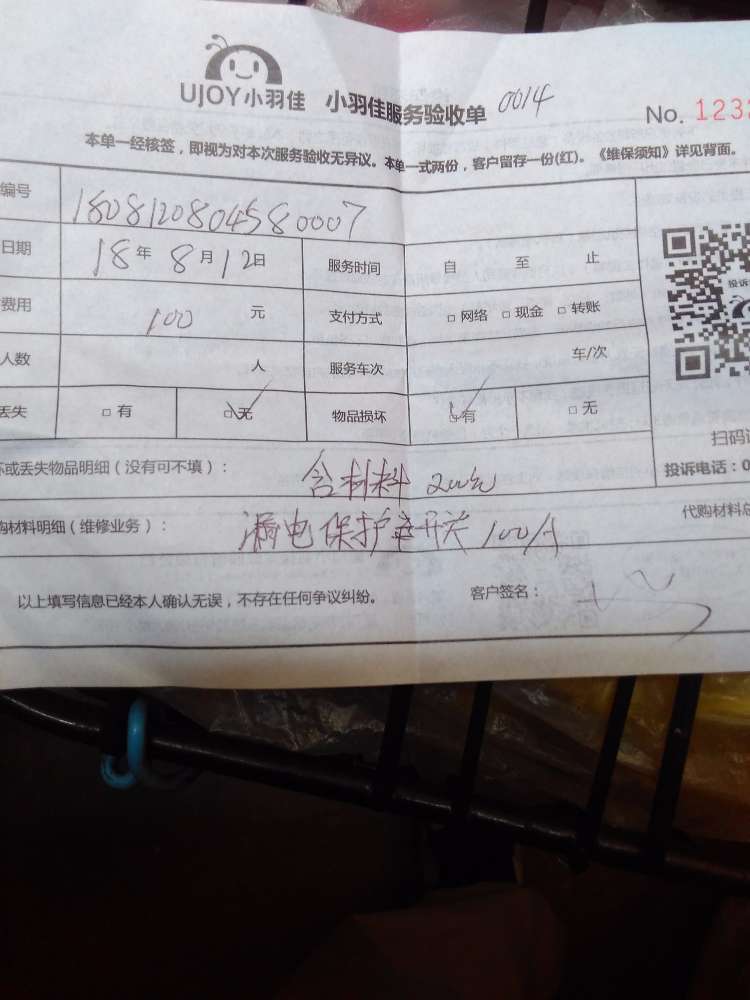 UJOY小羽佳 小羽佳服务验收单 0014
No. 123
本单一经核签，即视为对本次服务验收无异议。本单一式两份，客户留存一份(红)。《维保须知》详见背面。
编号 1808120804580007
日期 18年 8月12日 服务时间 自 至 止
费用 100 元 支付方式 □网络 □现金 □转账
人数 人 服务车次 车/次
丢失 □有 □无 物品损坏 □有 □无
投诉
扫码
投诉电话：0
坏或丢失物品明细（没有可不填）： 含材料 200元
购材料明细（维修业务）： 漏电保护 开关 100/个
代购材料总
以上填写信息已经本人确认无误，不存在任何争议纠纷。 客户签名：